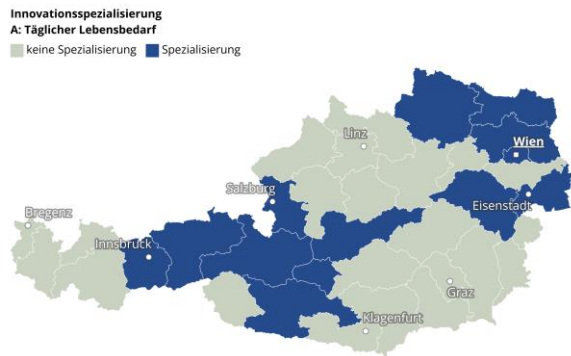 Innovationsspezialisierung
A: Täglicher Lebensbedarf
keine Spezialisierung Spezialisierung
Linz
Wien
Salzburg
Eisenstadt
Bregenz
Innsbruck
Graz
Klagenfurt